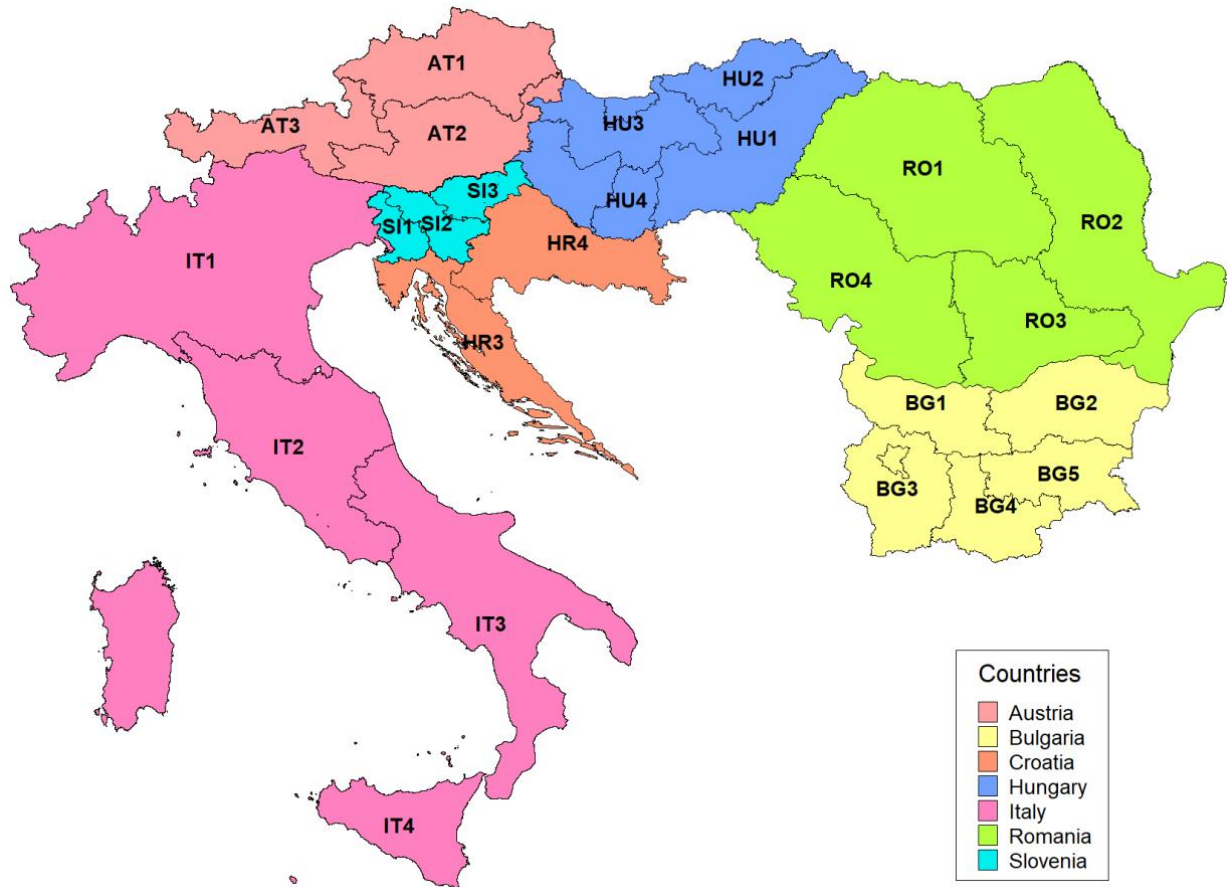 AT1
HU2
AT3
AT2
HU3
HU1
RO1
SI3
HU4
SI1
SI2
RO2
HR4
IT1
RO4
RO3
HR3
BG1
BG2
IT2
BG5
BG3
BG4
IT3
IT4
Countries
Austria
Bulgaria
Croatia
Hungary
Italy
Romania
Slovenia